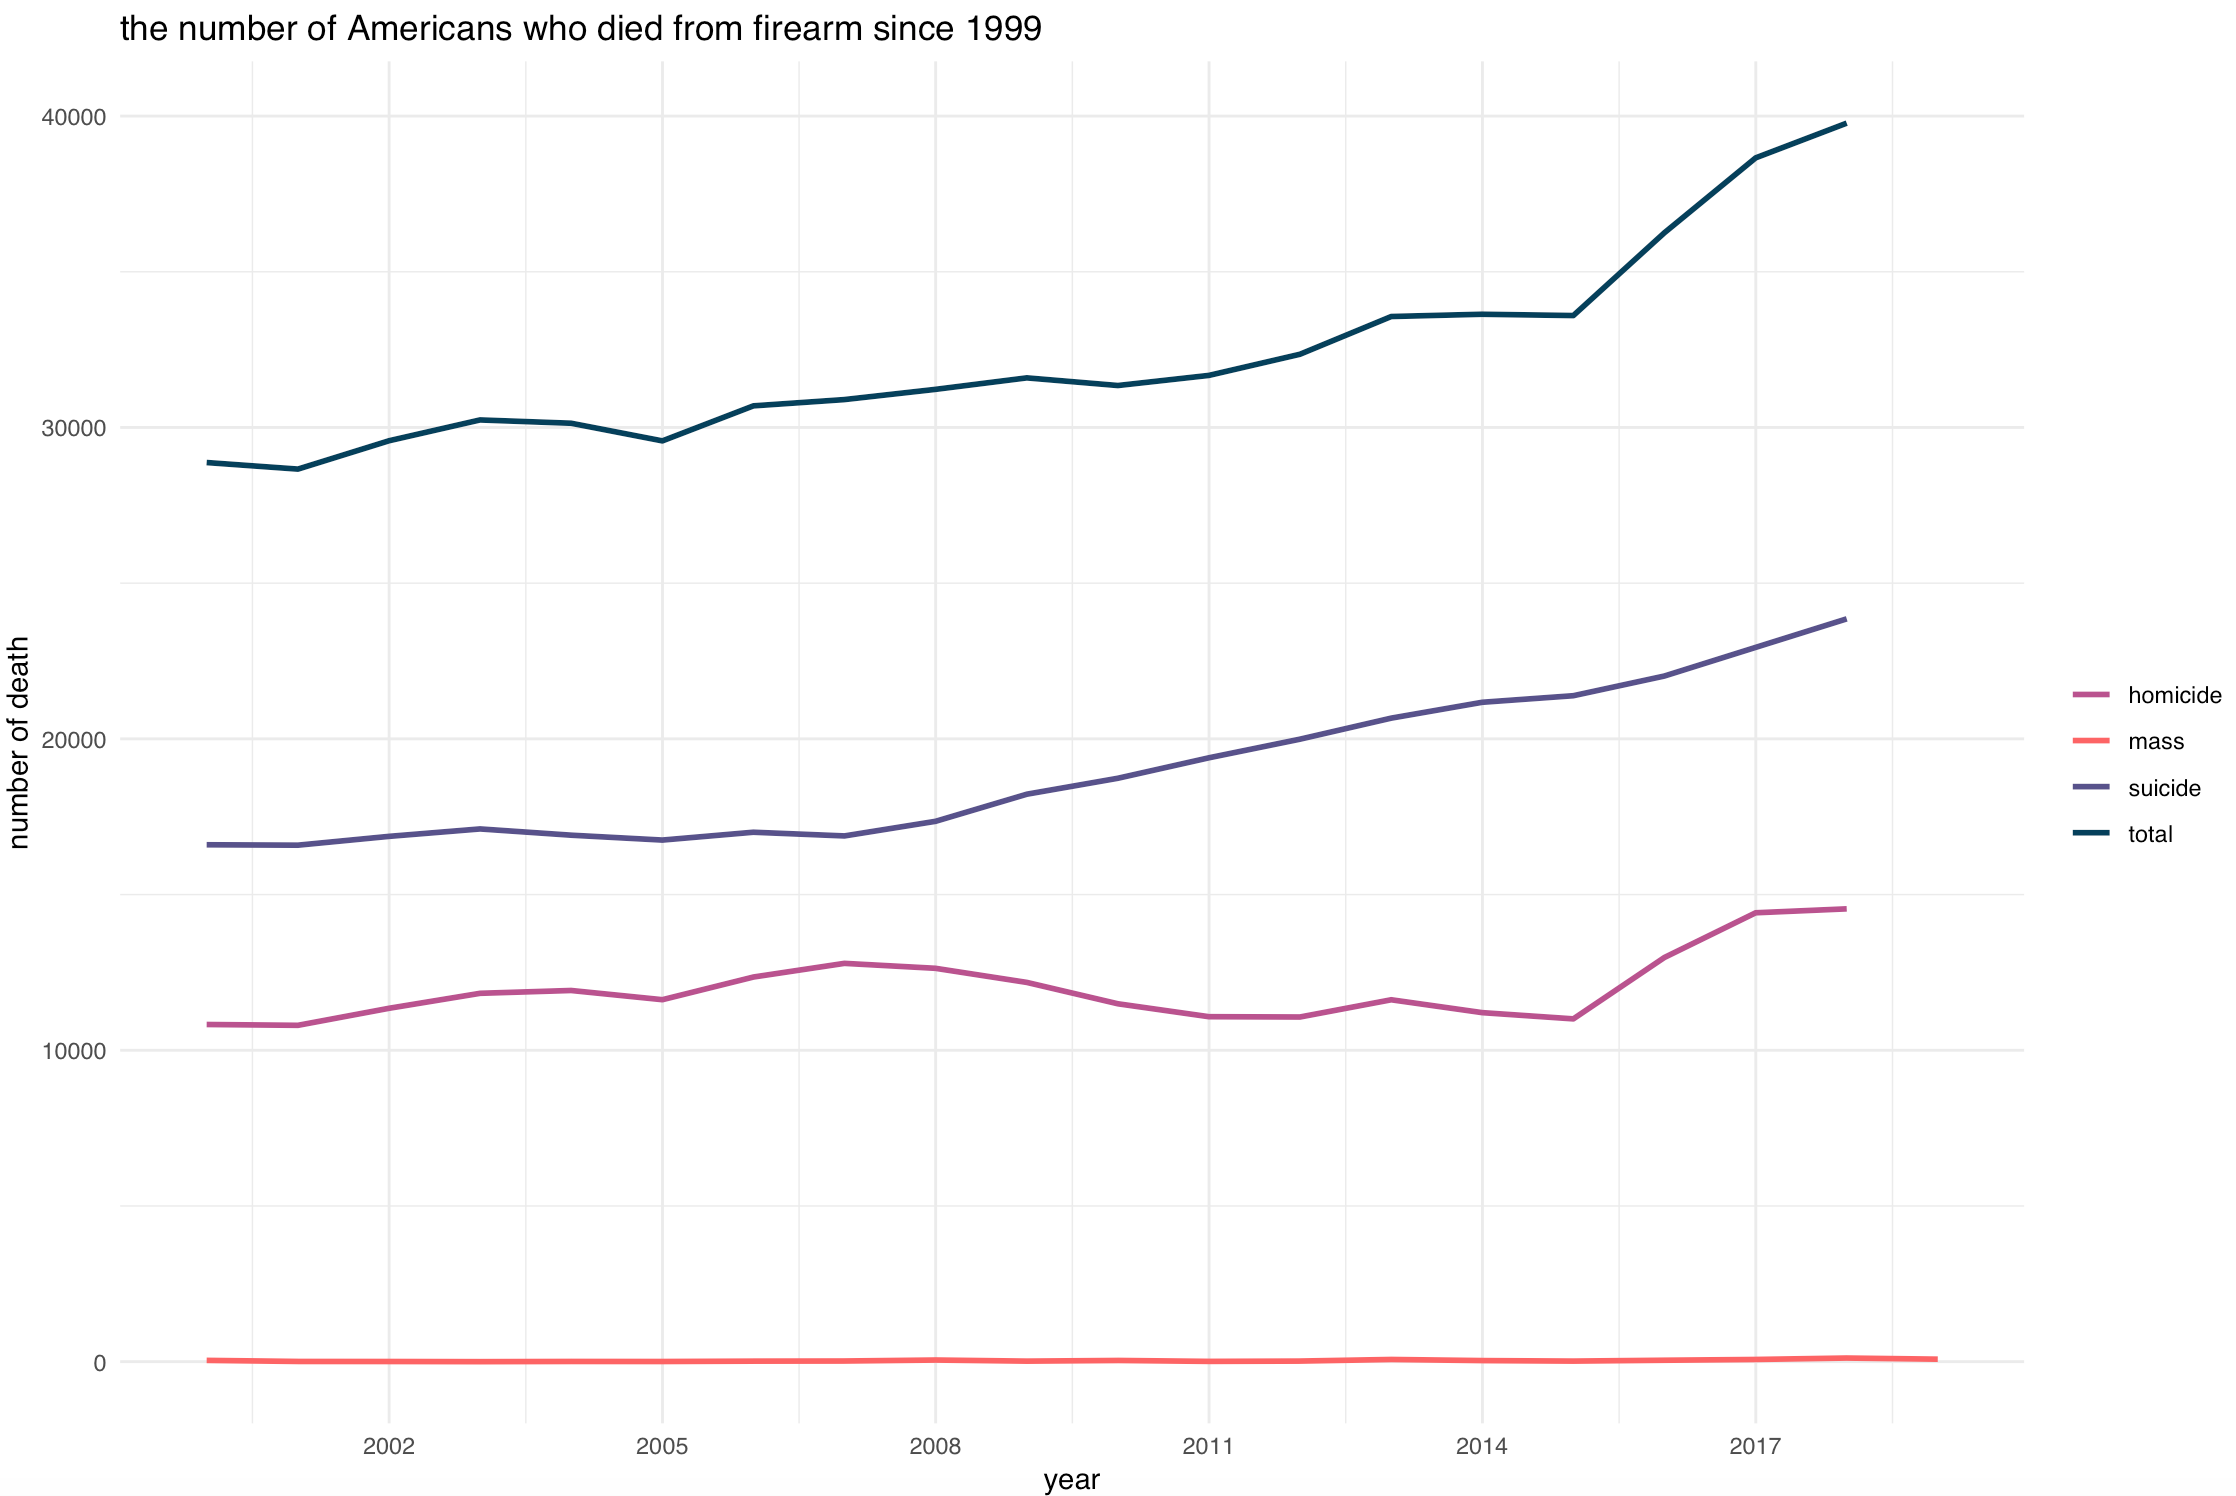 the number of Americans who died from firearm since 1999
40000
30000
20000
10000
0
number of death
2002 2005 2008 2011 2014 2017
year
homicide
mass
suicide
total